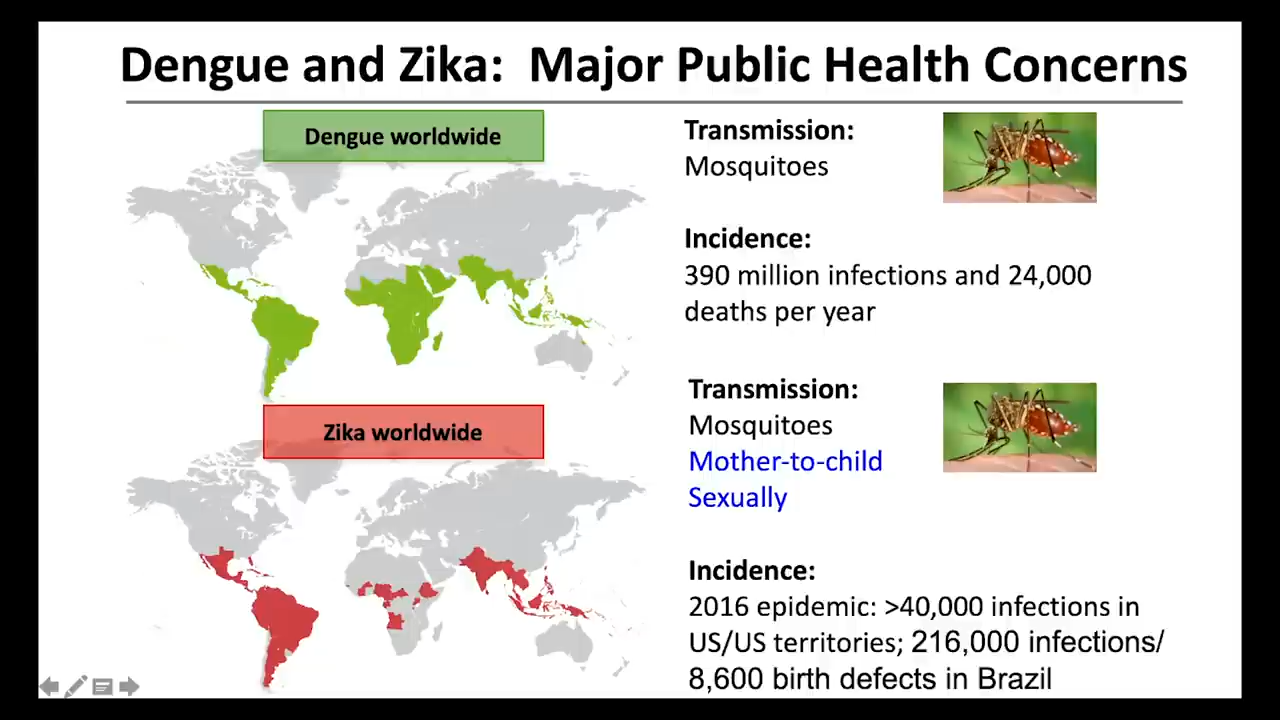 Dengue and Zika: Major Public Health Concerns
Dengue worldwide
Transmission:
Mosquitoes
Incidence:
390 million infections and 24,000
deaths per year
Zika worldwide
Transmission:
Mosquitoes
Mother-to-child
Sexually
Incidence:
2016 epidemic: >40,000 infections in
US/US territories; 216,000 infections/
8,600 birth defects in Brazil